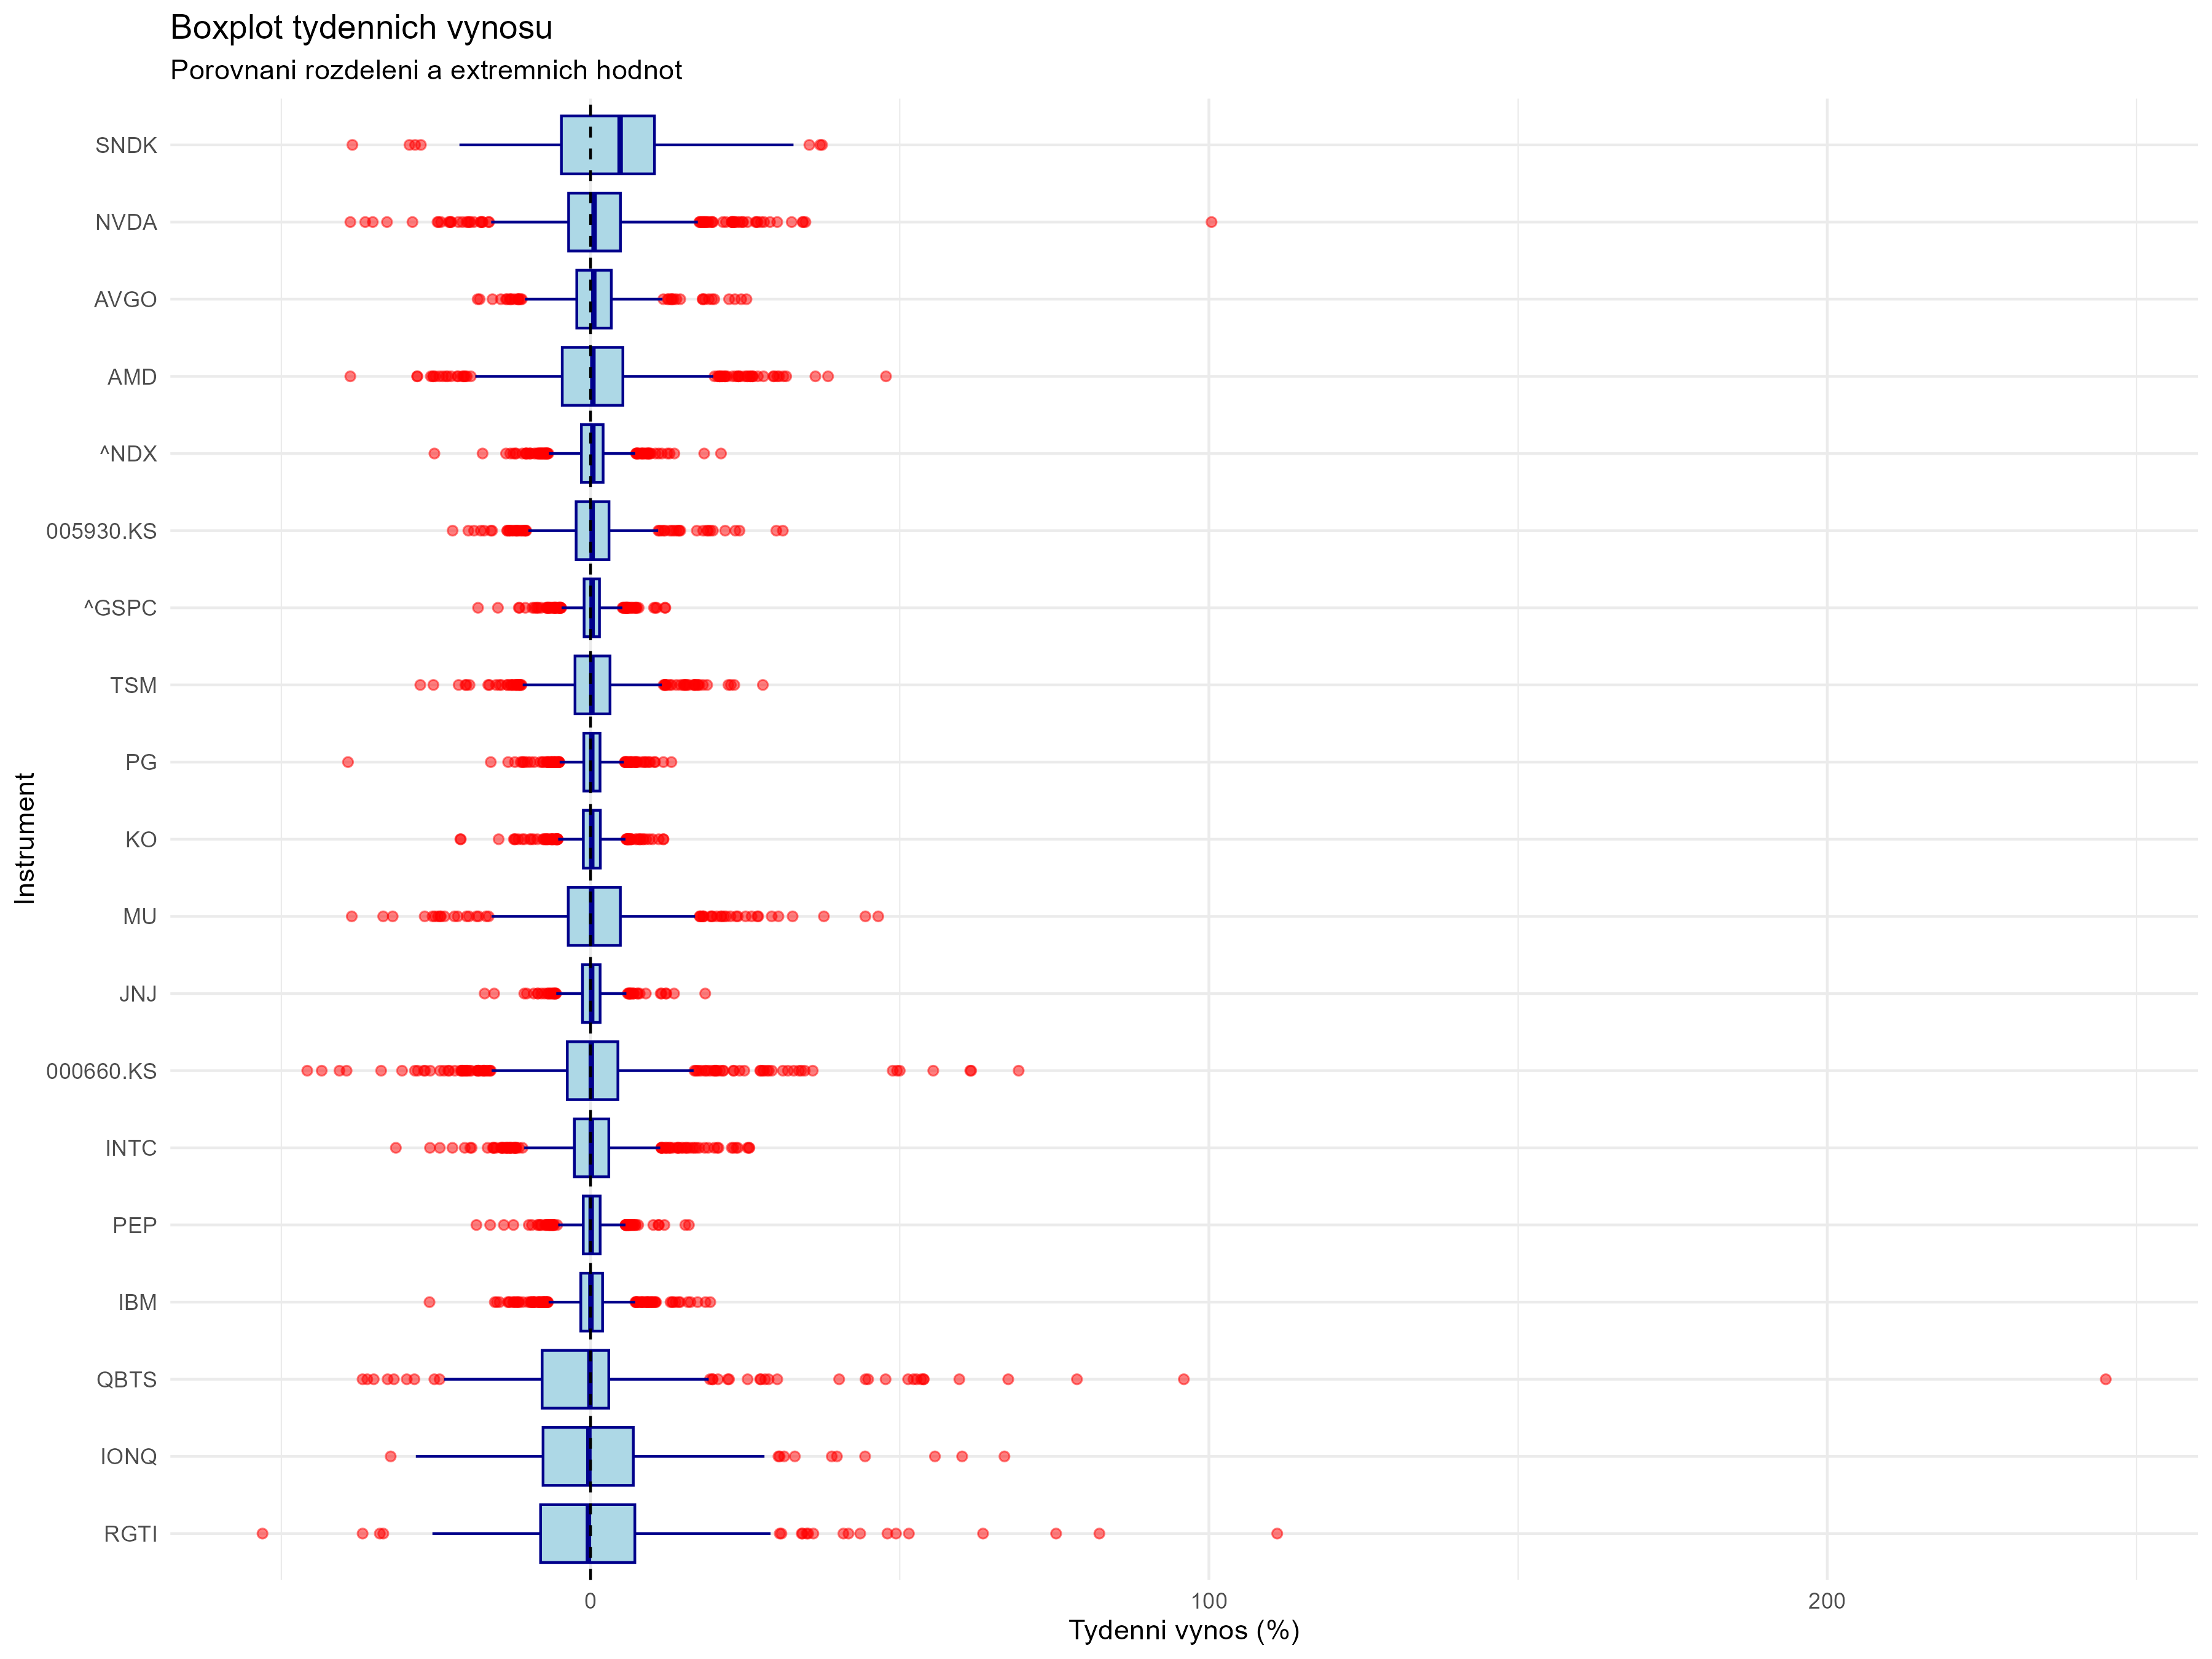 Boxplot tydennich vynosu
Porovnani rozdeleni a extremnich hodnot
SNDK
NVDA
AVGO
AMD
^NDX
005930.KS
^GSPC
TSM
PG
KO
MU
JNJ
000660.KS
INTC
PEP
IBM
QBTS
IONQ
RGTI
Instrument
0 100 200
Tydenni vynos (%)